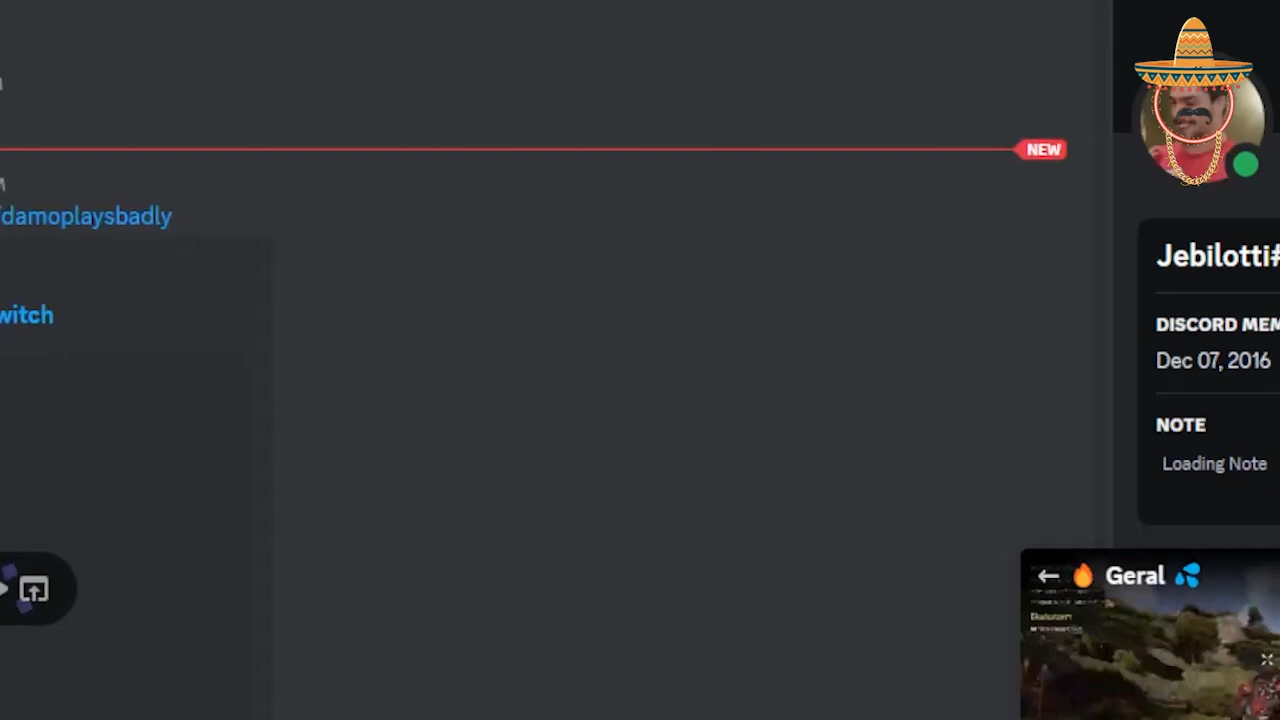 NEW
M
/damoplaysbadly
witch
Jebilotti#
DISCORD MEM
Dec 07, 2016
NOTE
Loading Note
Geral